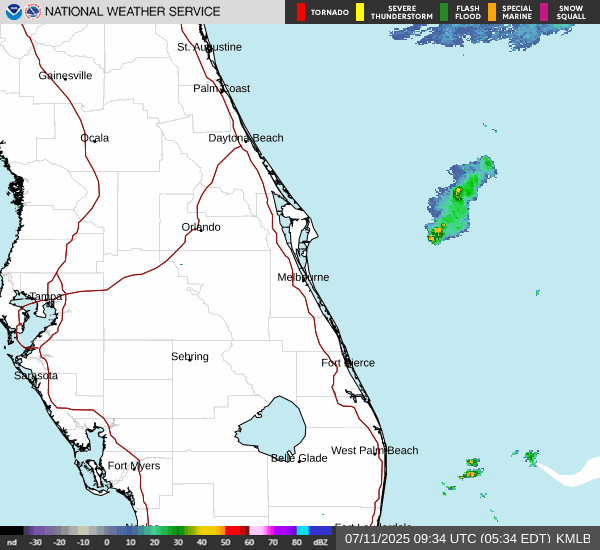 NATIONAL WEATHER SERVICE
TORNADO
SEVERE THUNDERSTORM
FLASH FLOOD
SPECIAL MARINE
SNOW SQUALL
St. Augustine
Gainesville
Palm Coast
Ocala
Daytona Beach
Orlando
Melbourne
Tampa
Sebring
Fort Pierce
Sarasota
West Palm Beach
Belle Glade
Fort Myers
Fort Lauderdale
nd -30 -20 -10 0 10 20 30 40 50 60 70 80 dBZ
07/11/2025 09:34 UTC (05:34 EDT) KMLB